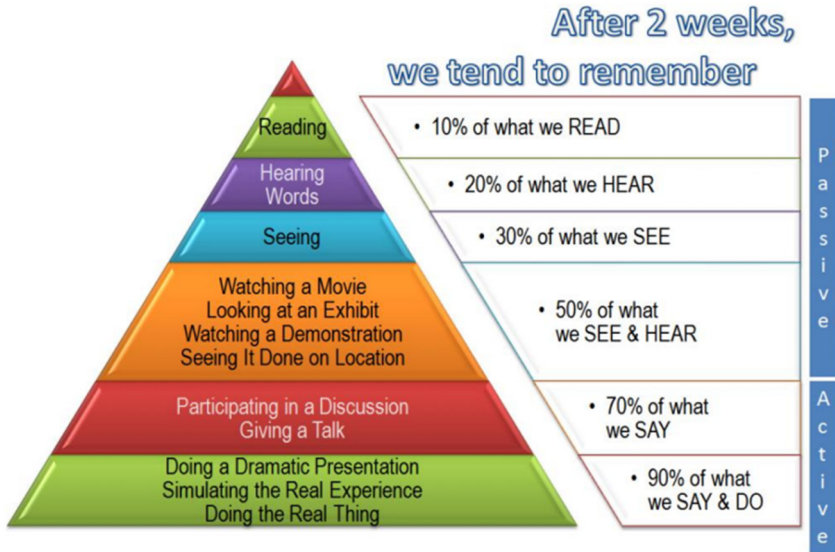 After 2 weeks,
we tend to remember
Reading
• 10% of what we READ
Hearing
Words
• 20% of what we HEAR
Seeing
• 30% of what we SEE
Watching a Movie
Looking at an Exhibit
Watching a Demonstration
Seeing It Done on Location
• 50% of what
we SEE & HEAR
Passive
Participating in a Discussion
Giving a Talk
• 70% of what
we SAY
Doing a Dramatic Presentation
Simulating the Real Experience
Doing the Real Thing
• 90% of what
we SAY & DO
Active